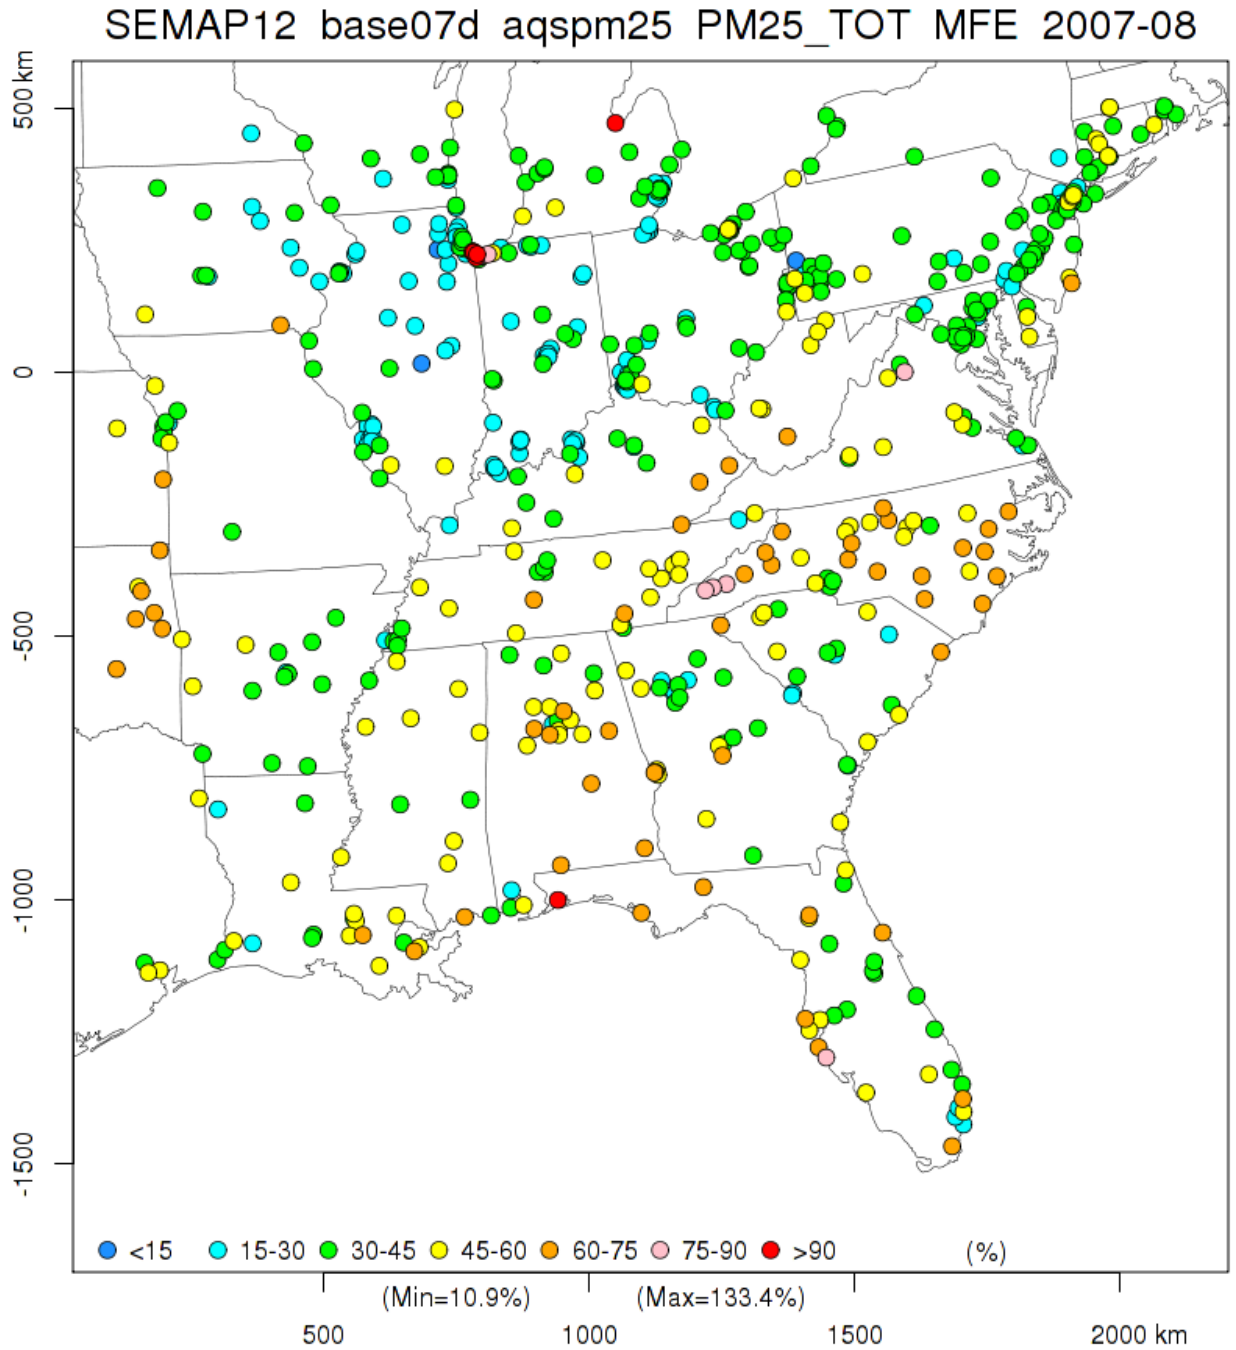 SEMAP12 base07d aqspm25 PM25_TOT MFE 2007-08
500 km
0
-500
-1000
-1500
<15 15-30 30-45 45-60 60-75 75-90 >90 (%)
(Min=10.9%) (Max=133.4%)
500 1000 1500 2000 km